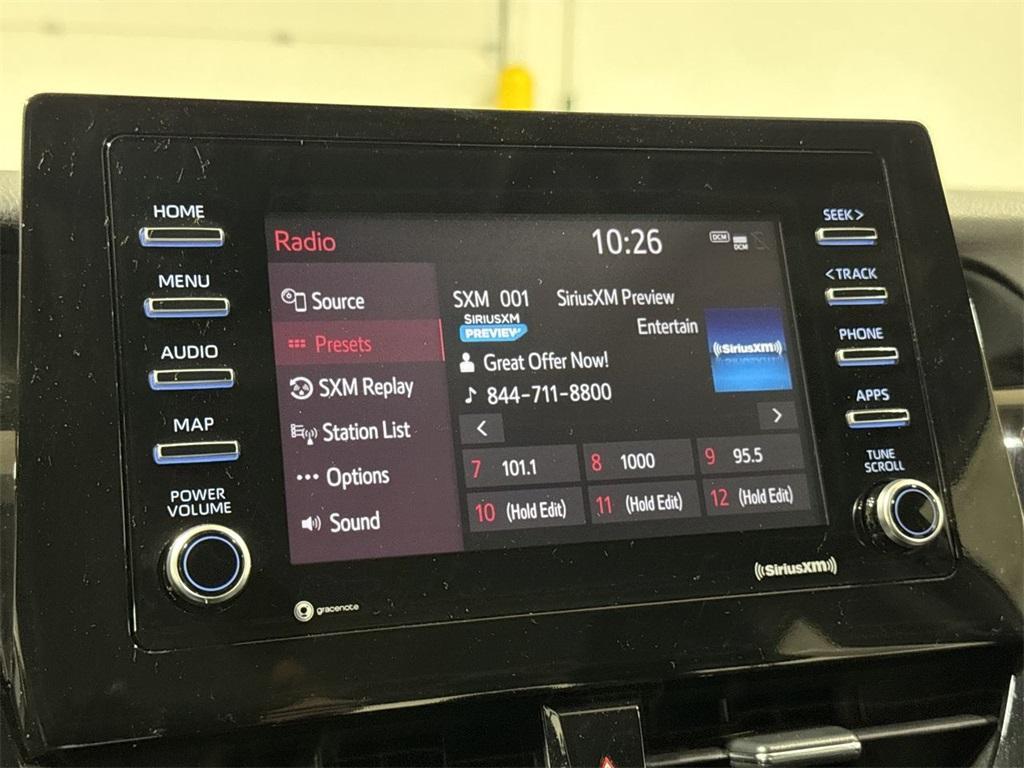 HOME
MENU
AUDIO
MAP
POWER
VOLUME
Radio
10:26
DCM
DCM
Source
Presets
SXM Replay
Station List
Options
Sound
SXM 001 SiriusXM Preview
SIRIUSXM
PREVIEW
Entertain
Great Offer Now!
844-711-8800
((SiriusXM))
<
>
7 101.1
8 1000
9 95.5
10 (Hold Edit)
11 (Hold Edit)
12 (Hold Edit)
SEEK >
< TRACK
PHONE
APPS
TUNE
SCROLL
gracenote
((SiriusXM))